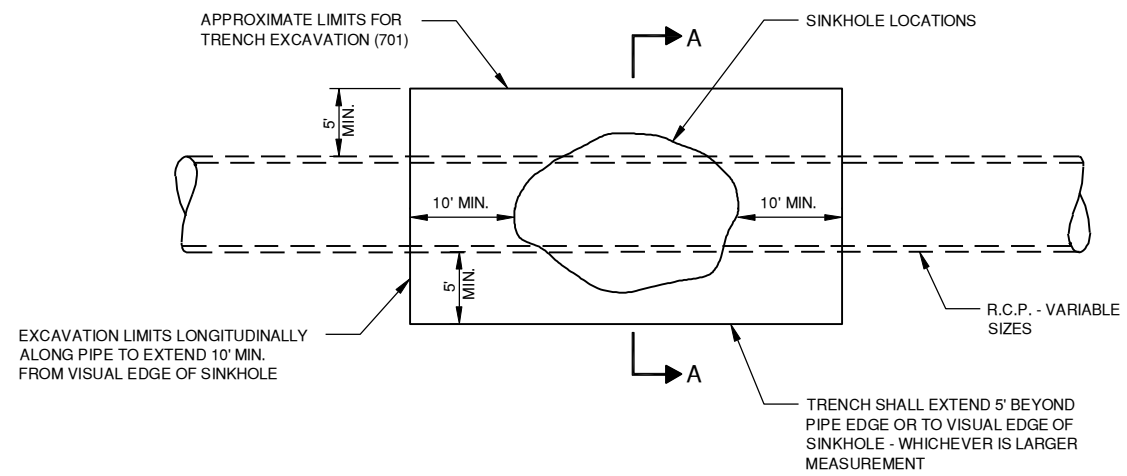 APPROXIMATE LIMITS FOR
TRENCH EXCAVATION (701)
SINKHOLE LOCATIONS
A
5'
MIN.
10' MIN.
10' MIN.
5'
MIN.
R.C.P. - VARIABLE
SIZES
EXCAVATION LIMITS LONGITUDINALLY
ALONG PIPE TO EXTEND 10' MIN.
FROM VISUAL EDGE OF SINKHOLE
A
TRENCH SHALL EXTEND 5' BEYOND
PIPE EDGE OR TO VISUAL EDGE OF
SINKHOLE - WHICHEVER IS LARGER
MEASUREMENT